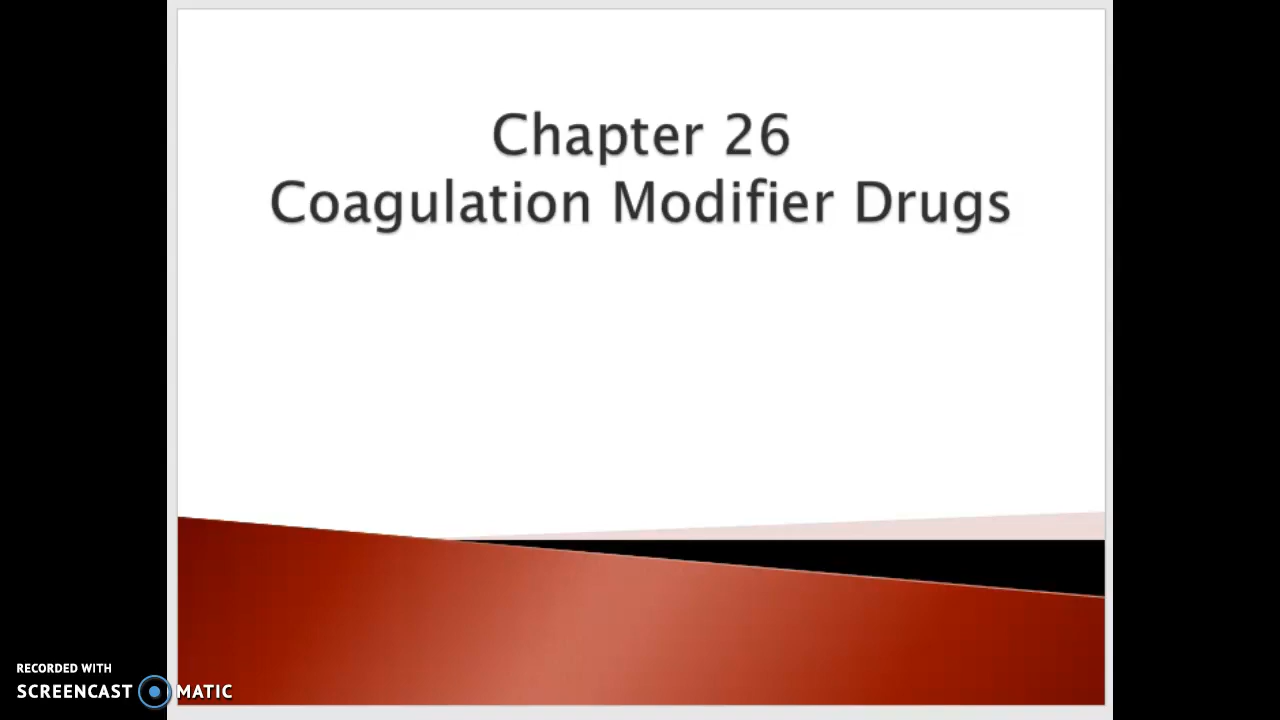 Chapter 26
Coagulation Modifier Drugs
RECORDED WITH
SCREENCAST MATIC